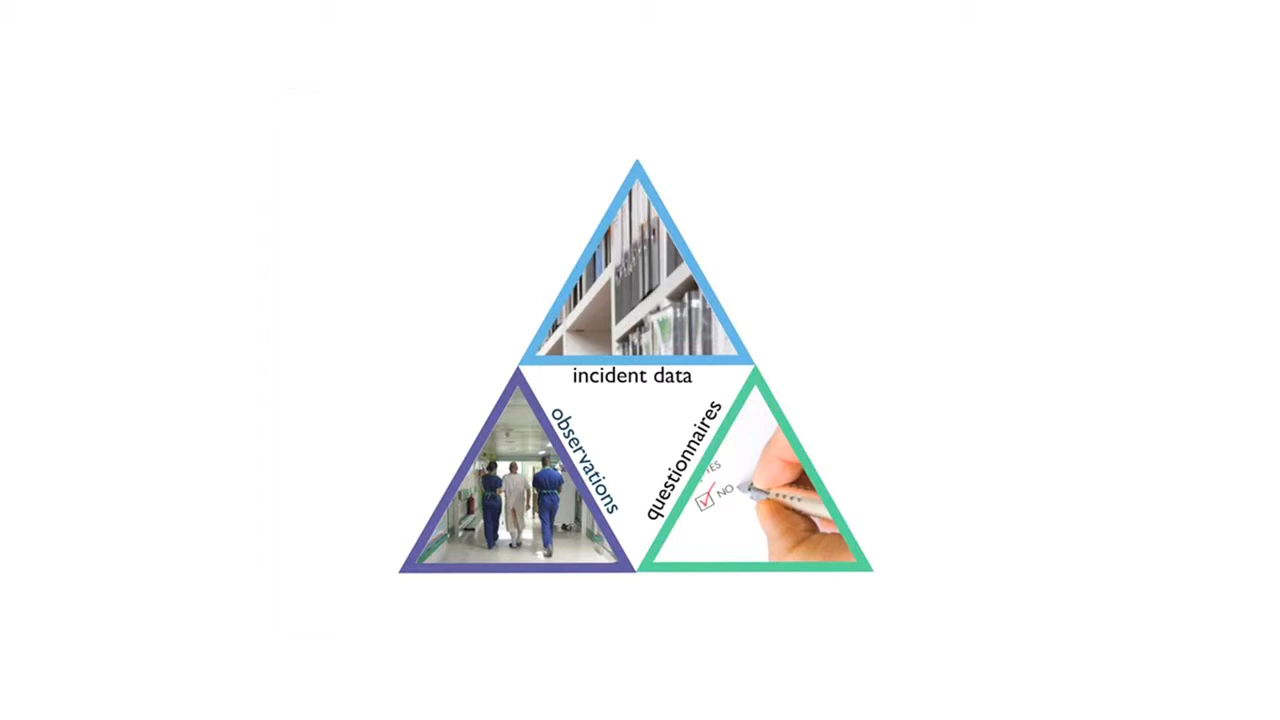 incident data
observations
questionnaires
YES
NO